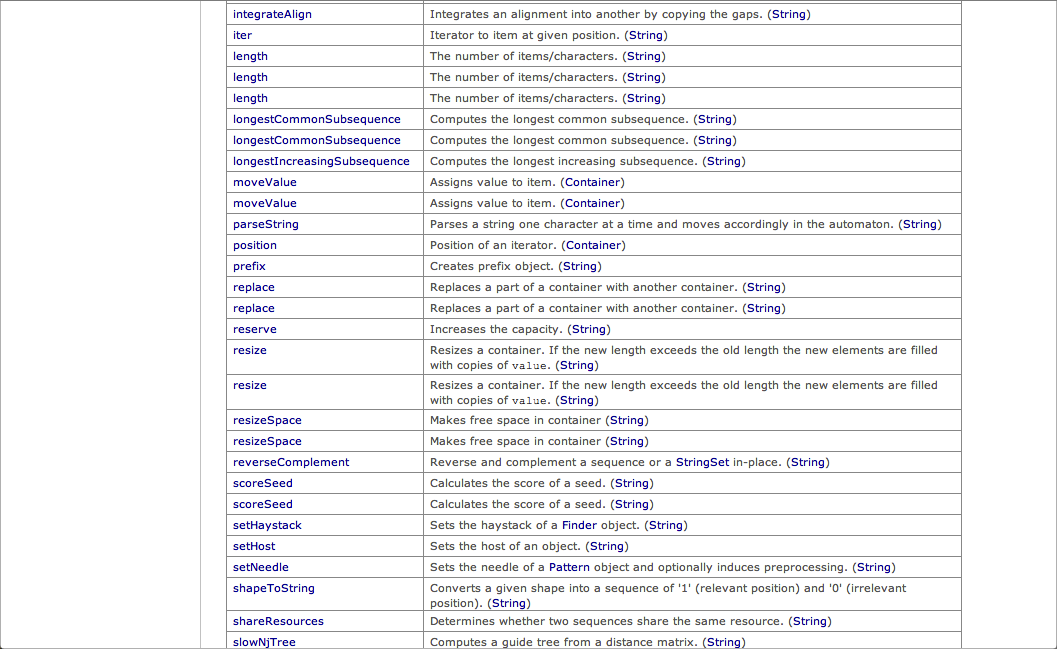 integrateAlign Integrates an alignment into another by copying the gaps. (String)
iter Iterator to item at given position. (String)
length The number of items/characters. (String)
length The number of items/characters. (String)
length The number of items/characters. (String)
longestCommonSubsequence Computes the longest common subsequence. (String)
longestCommonSubsequence Computes the longest common subsequence. (String)
longestIncreasingSubsequence Computes the longest increasing subsequence. (String)
moveValue Assigns value to item. (Container)
moveValue Assigns value to item. (Container)
parseString Parses a string one character at a time and moves accordingly in the automaton. (String)
position Position of an iterator. (Container)
prefix Creates prefix object. (String)
replace Replaces a part of a container with another container. (String)
replace Replaces a part of a container with another container. (String)
reserve Increases the capacity. (String)
resize Resizes a container. If the new length exceeds the old length the new elements are filled
with copies of value. (String)
resize Resizes a container. If the new length exceeds the old length the new elements are filled
with copies of value. (String)
resizeSpace Makes free space in container (String)
resizeSpace Makes free space in container (String)
reverseComplement Reverse and complement a sequence or a StringSet in-place. (String)
scoreSeed Calculates the score of a seed. (String)
scoreSeed Calculates the score of a seed. (String)
setHaystack Sets the haystack of a Finder object. (String)
setHost Sets the host of an object. (String)
setNeedle Sets the needle of a Pattern object and optionally induces preprocessing. (String)
shapeToString Converts a given shape into a sequence of '1' (relevant position) and '0' (irrelevant
position). (String)
shareResources Determines whether two sequences share the same resource. (String)
slowNjTree Computes a guide tree from a distance matrix. (String)